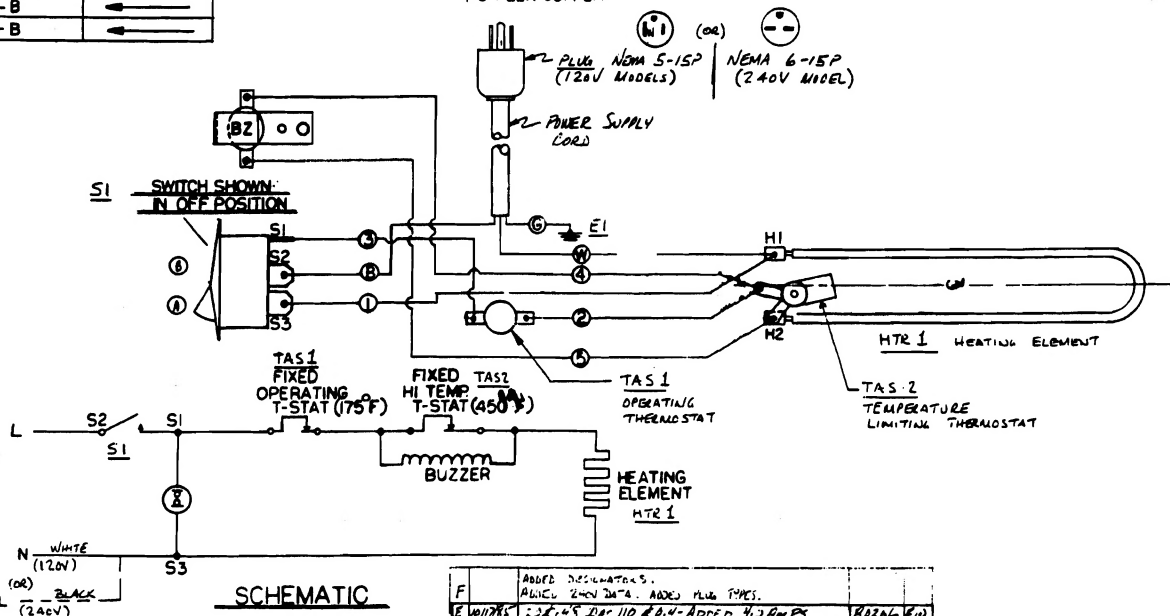 -B
-B
(OR)
PLUG NEMA 5-15P
(120V MODELS)
NEMA 6-15P
(240V MODEL)
BZ
POWER SUPPLY
CORD
S1
SWITCH SHOWN
IN OFF POSITION
G
E1
S1
3
W
H1
S2
B
4
B
A
1
2
S3
5
H2
HTR 1 HEATING ELEMENT
TAS 1
OPERATING
THERMOSTAT
TAS 2
TEMPERATURE
LIMITING THERMOSTAT
TAS 1
FIXED
OPERATING
T-STAT (175°F)
FIXED TAS2
HI TEMP
T-STAT (450°F)
L
S2
S1
S1
BUZZER
HEATING
ELEMENT
HTR 1
N WHITE
(120V)
S3
(OR)
BLACK
(240V)
SCHEMATIC
F
ADDED DESIGNATORS.
ADDED 240V DATA. ADDED PLUG TYPES.
E